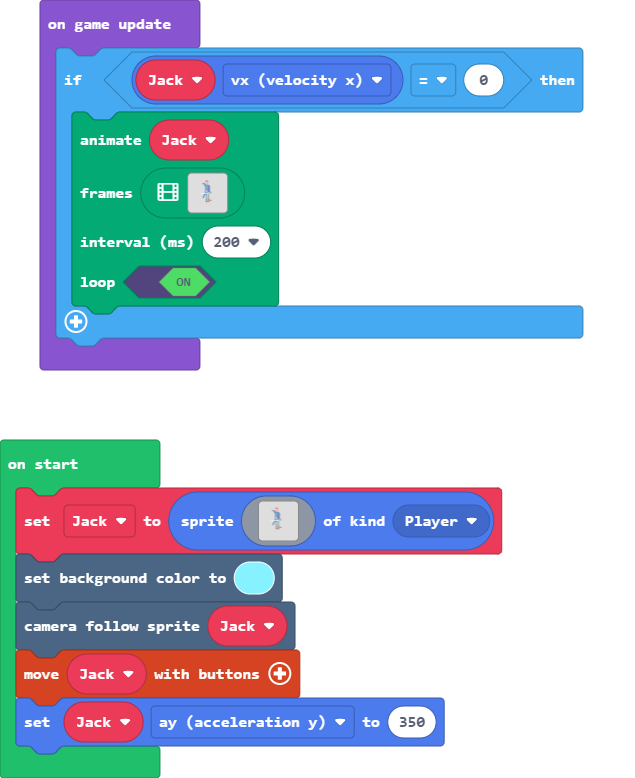 on game update
if Jack vx (velocity x) = 0 then
animate Jack
frames
interval (ms) 200
loop ON
on start
set Jack to sprite of kind Player
set background color to
camera follow sprite Jack
move Jack with buttons
set Jack ay (acceleration y) to 350